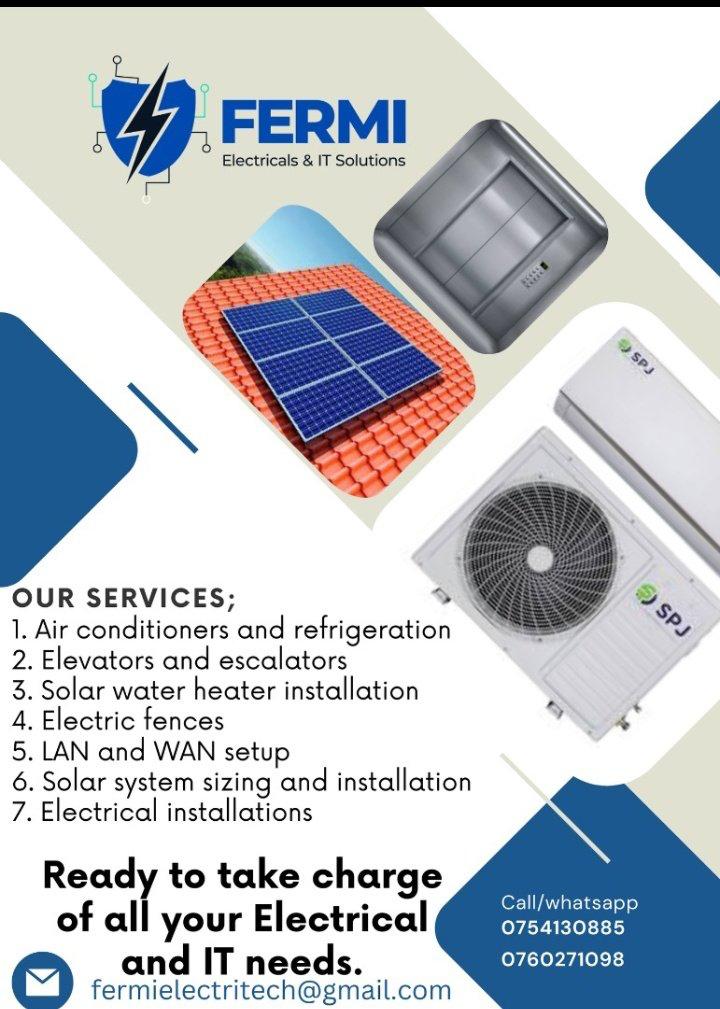 FERMI
Electricals & IT Solutions
SPJ
SPJ
OUR SERVICES;
1. Air conditioners and refrigeration
2. Elevators and escalators
3. Solar water heater installation
4. Electric fences
5. LAN and WAN setup
6. Solar system sizing and installation
7. Electrical installations
Ready to take charge
of all your Electrical
and IT needs.
fermielectritech@gmail.com
Call/whatsapp
0754130885
0760271098